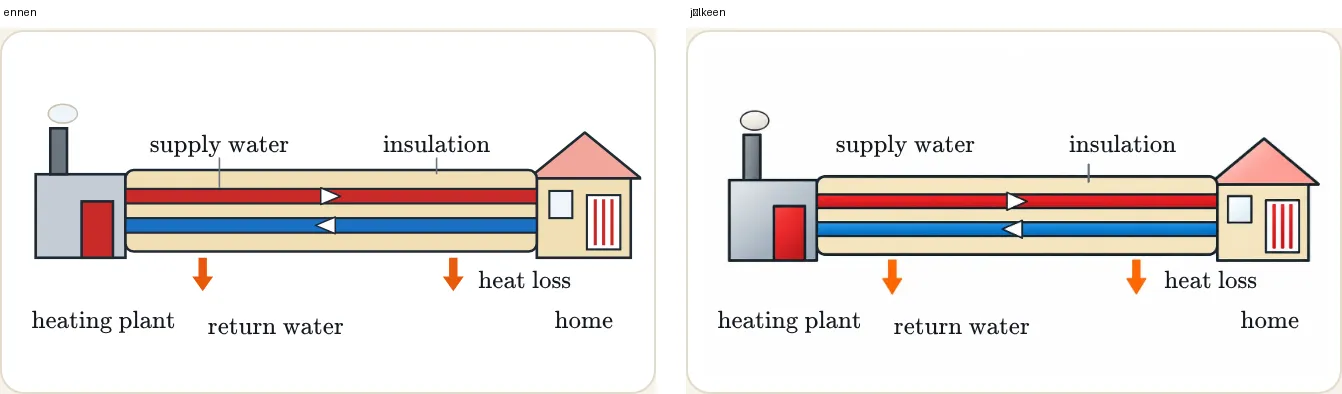 ennen
supply water
insulation
heat loss
heating plant
return water
home
jälkeen
supply water
insulation
heat loss
heating plant
return water
home